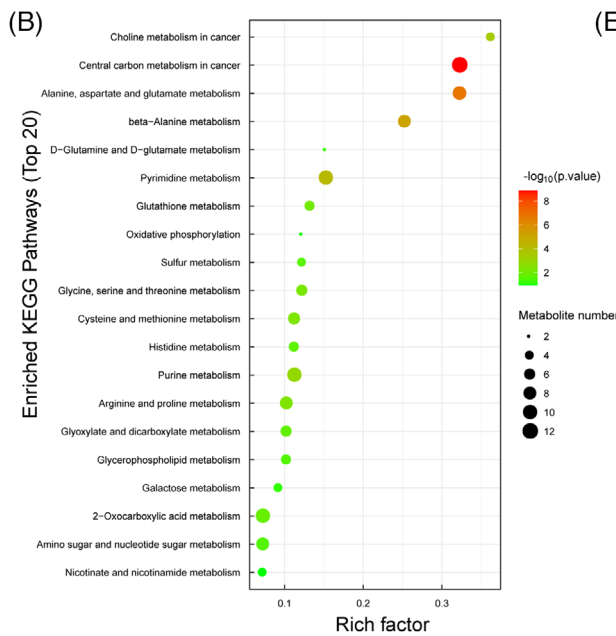 (B)
(E
Enriched KEGG Pathways (Top 20)
Choline metabolism in cancer
Central carbon metabolism in cancer
Alanine, aspartate and glutamate metabolism
beta−Alanine metabolism
D−Glutamine and D−glutamate metabolism
Pyrimidine metabolism
Glutathione metabolism
Oxidative phosphorylation
Sulfur metabolism
Glycine, serine and threonine metabolism
Cysteine and methionine metabolism
Histidine metabolism
Purine metabolism
Arginine and proline metabolism
Glyoxylate and dicarboxylate metabolism
Glycerophospholipid metabolism
Galactose metabolism
2−Oxocarboxylic acid metabolism
Amino sugar and nucleotide sugar metabolism
Nicotinate and nicotinamide metabolism
0.1 0.2 0.3
Rich factor
-log10(p.value)
8
6
4
2
Metabolite number
2
4
6
8
10
12